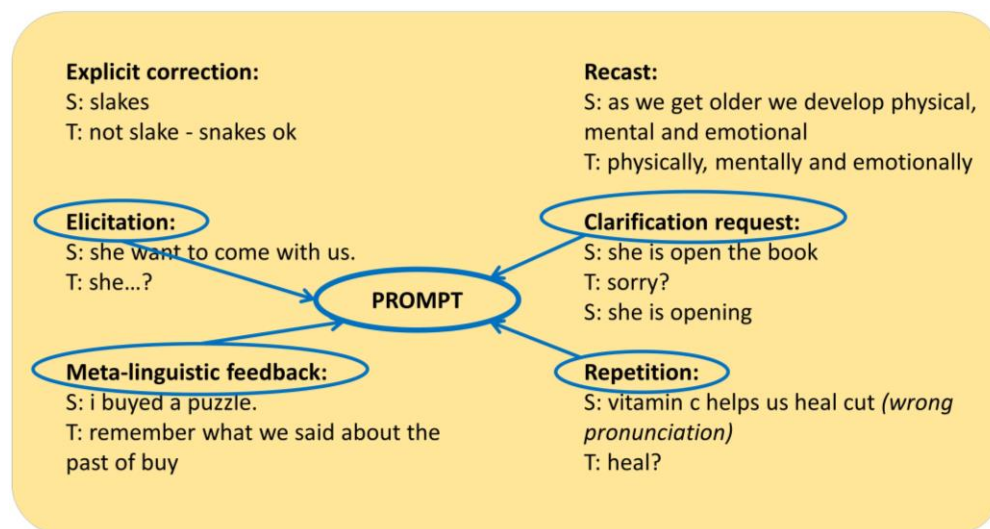 Explicit correction:
S: slakes
T: not slake - snakes ok
Recast:
S: as we get older we develop physical,
mental and emotional
T: physically, mentally and emotionally
Elicitation:
S: she want to come with us.
T: she...?
Clarification request:
S: she is open the book
T: sorry?
S: she is opening
PROMPT
Meta-linguistic feedback:
S: i buyed a puzzle.
T: remember what we said about the
past of buy
Repetition:
S: vitamin c helps us heal cut (wrong
pronunciation)
T: heal?